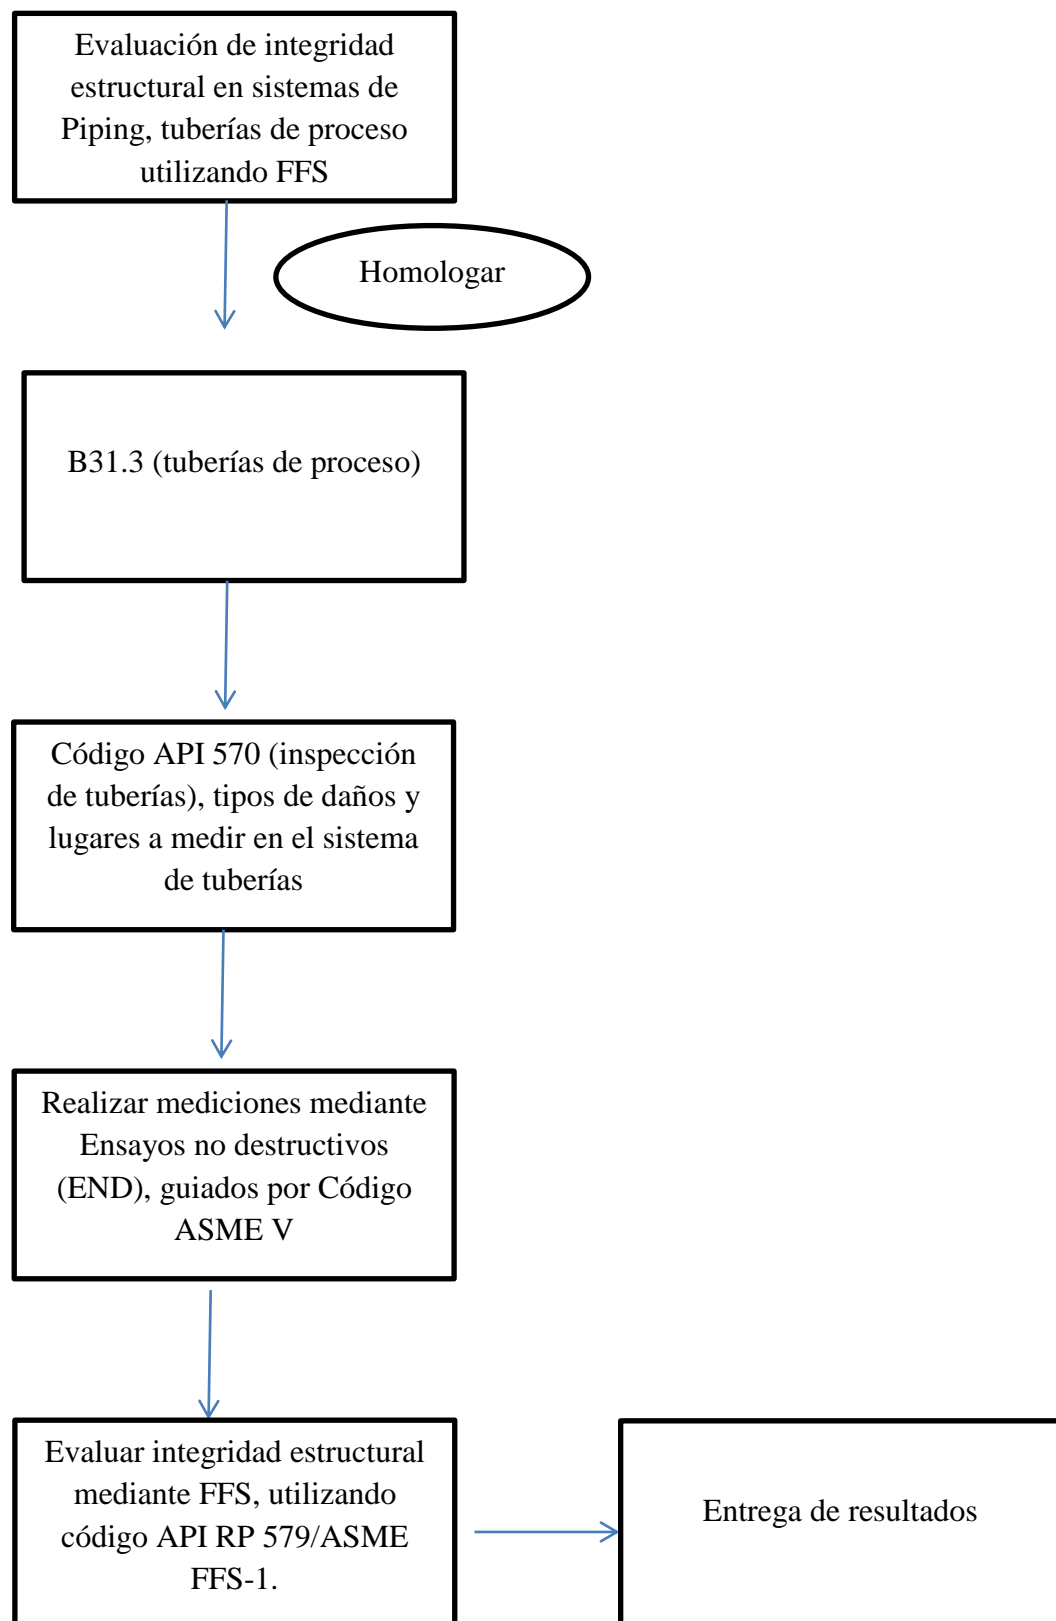 Evaluación de integridad
estructural en sistemas de
Piping, tuberías de proceso
utilizando FFS
Homologar
B31.3 (tuberías de proceso)
Código API 570 (inspección
de tuberías), tipos de daños y
lugares a medir en el sistema
de tuberías
Realizar mediciones mediante
Ensayos no destructivos
(END), guiados por Código
ASME V
Evaluar integridad estructural
mediante FFS, utilizando
código API RP 579/ASME
FFS-1.
Entrega de resultados